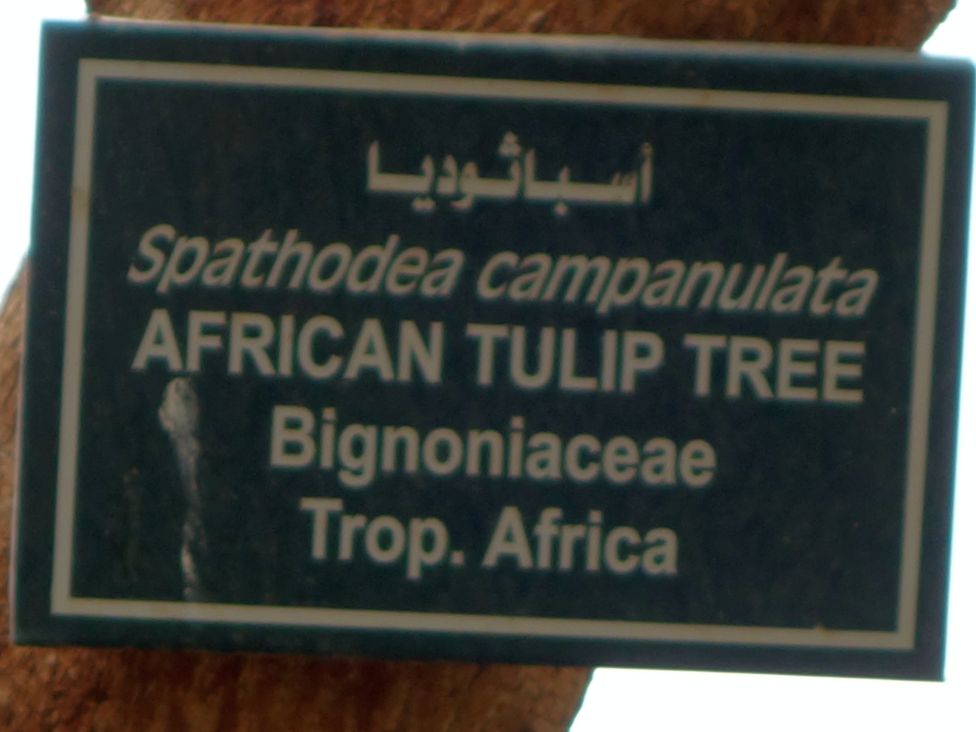 أسباثوديا
Spathodea campanulata
AFRICAN TULIP TREE
Bignoniaceae
Trop. Africa